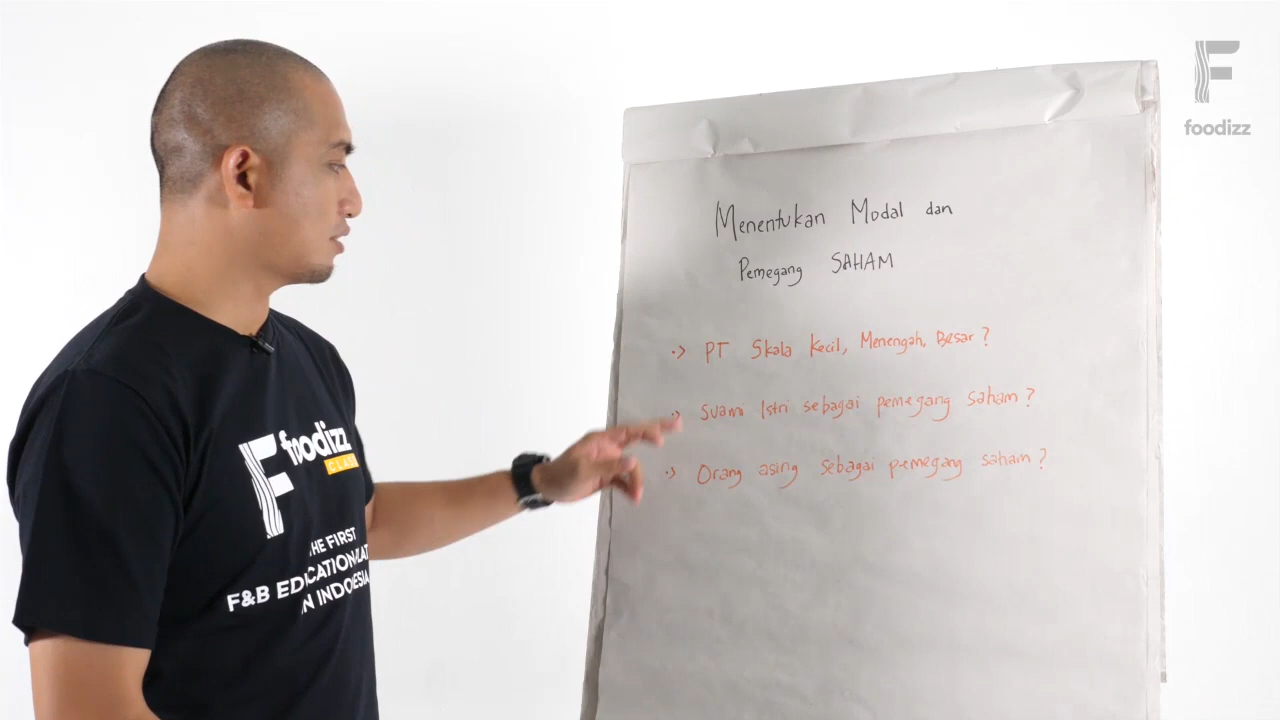 F
foodizz
Menentukan Modal dan
Pemegang SAHAM
·> PT Skala Kecil, Menengah, Besar?
·> Suami Istri sebagai pemegang saham?
·> Orang asing sebagai pemegang saham?
F foodizz
CLASS
THE FIRST
F&B EDUCATION PLAT
IN INDONESIA